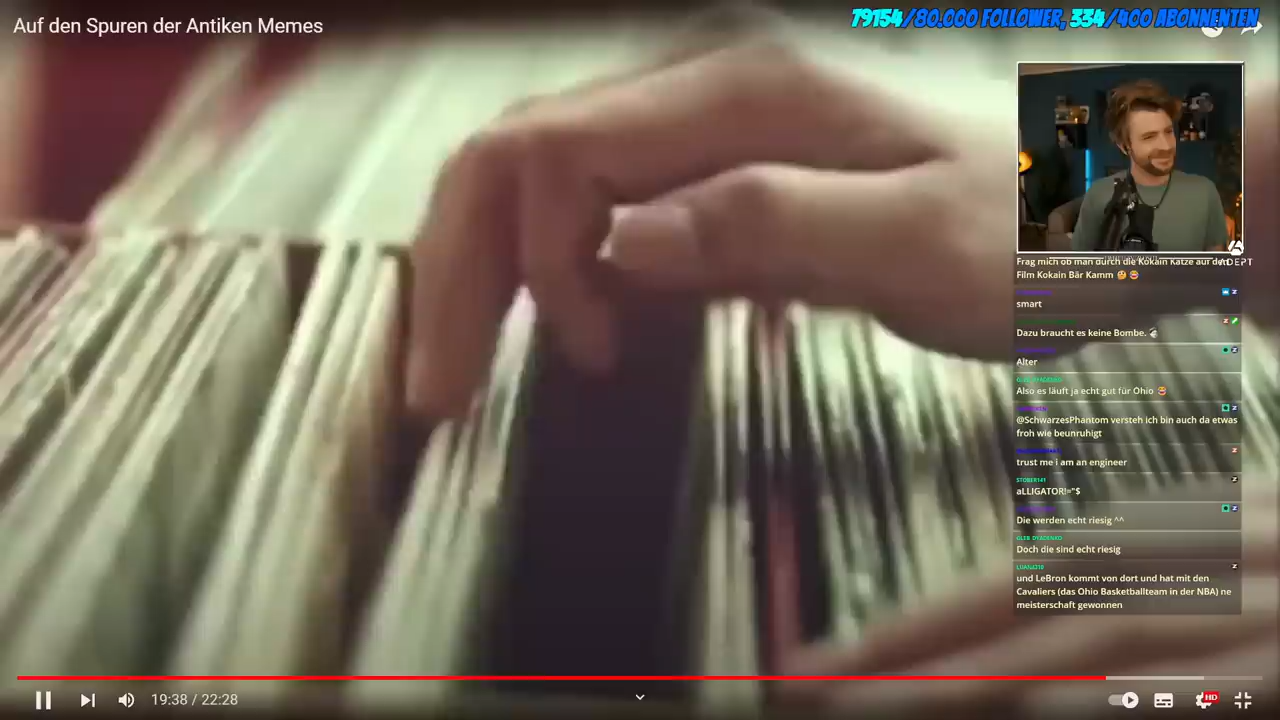 Auf den Spuren der Antiken Memes
79154/80.000 FOLLOWER, 334/400 ABONNENTEN
ADEPT
Frag mich ob man durch die Kokain Katze auf den
Film Kokain Bär Kamm
smart
Dazu braucht es keine Bombe.
Alter
Also es läuft ja echt gut für Ohio
@SchwarzesPhantom versteh ich bin auch da etwas
froh wie beunruhigt
trust me i am an engineer
STOBER141
aLLIGATOR!="$
Die werden echt riesig ^^
Doch die sind echt riesig
und LeBron kommt von dort und hat mit den
Cavaliers (das Ohio Basketballteam in der NBA) ne
meisterschaft gewonnen
19:38 / 22:28
HD